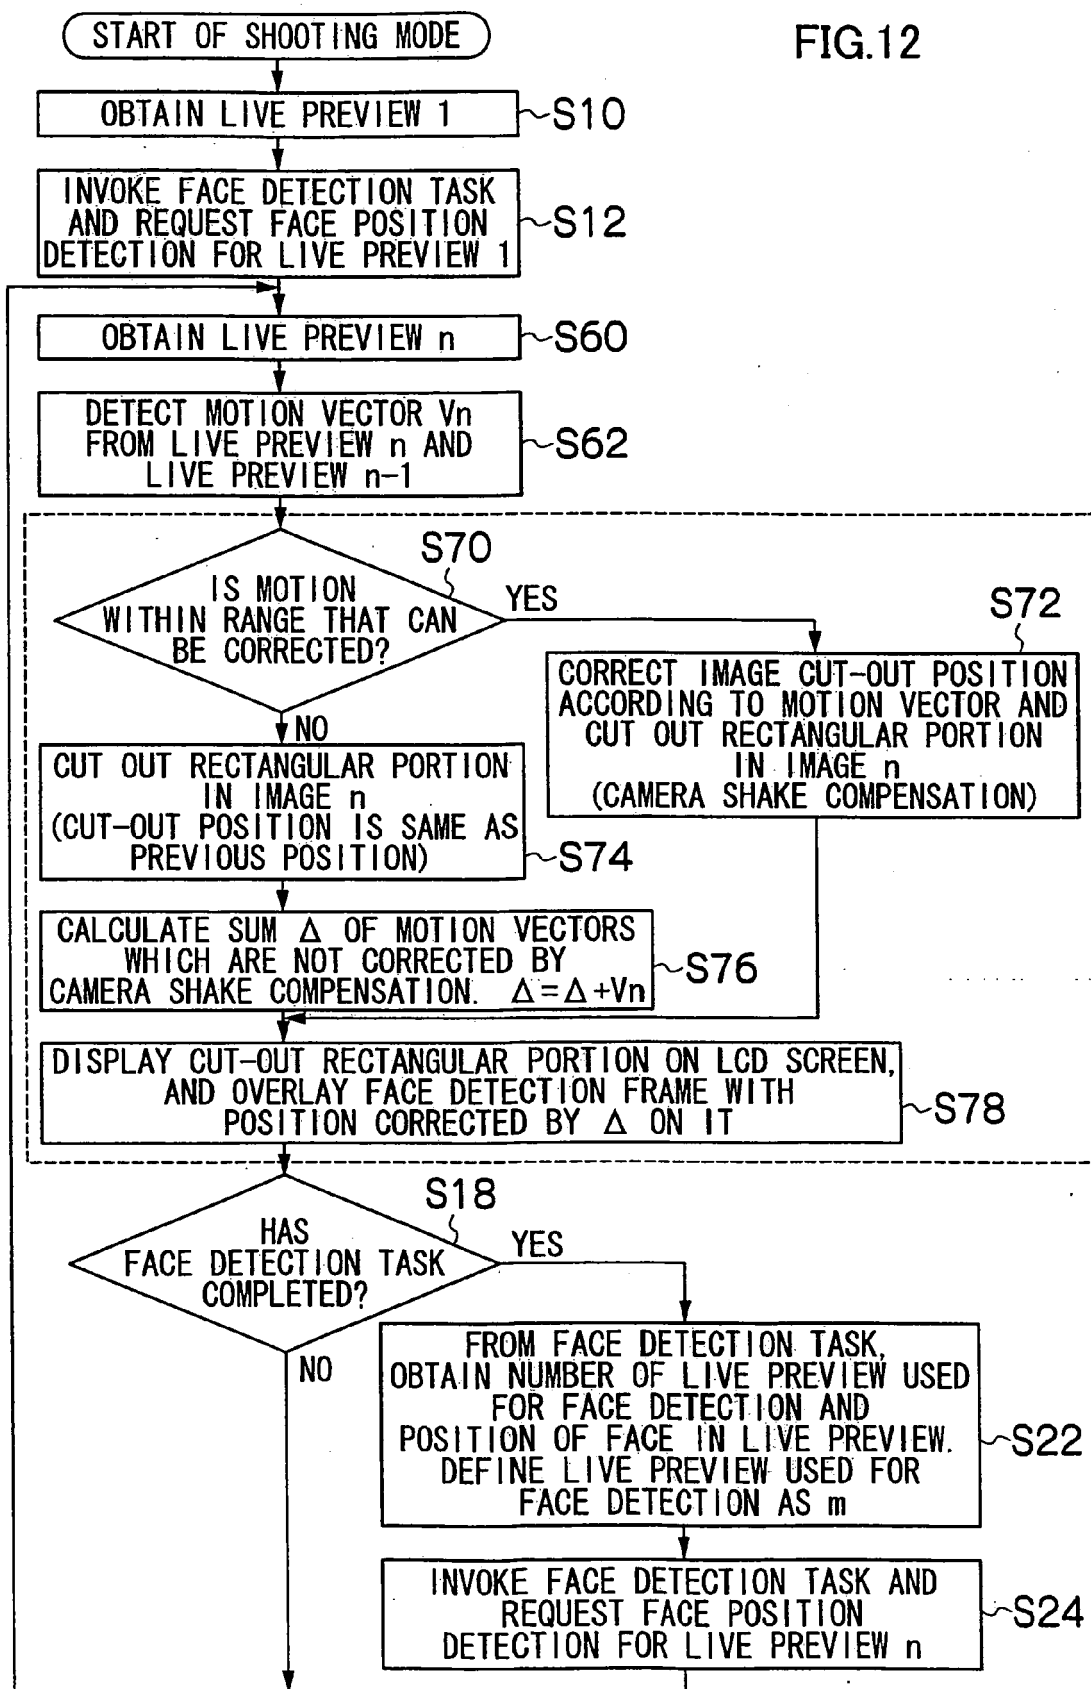 START OF SHOOTING MODE
FIG.12
OBTAIN LIVE PREVIEW 1
S10
INVOKE FACE DETECTION TASK
AND REQUEST FACE POSITION
DETECTION FOR LIVE PREVIEW 1
S12
OBTAIN LIVE PREVIEW n
S60
DETECT MOTION VECTOR Vn
FROM LIVE PREVIEW n AND
LIVE PREVIEW n-1
S62
S70
IS MOTION
WITHIN RANGE THAT CAN
BE CORRECTED?
YES
NO
S72
CORRECT IMAGE CUT-OUT POSITION
ACCORDING TO MOTION VECTOR AND
CUT OUT RECTANGULAR PORTION
IN IMAGE n
(CAMERA SHAKE COMPENSATION)
CUT OUT RECTANGULAR PORTION
IN IMAGE n
(CUT-OUT POSITION IS SAME AS
PREVIOUS POSITION)
S74
CALCULATE SUM Δ OF MOTION VECTORS
WHICH ARE NOT CORRECTED BY
CAMERA SHAKE COMPENSATION. Δ=Δ+Vn
S76
DISPLAY CUT-OUT RECTANGULAR PORTION ON LCD SCREEN,
AND OVERLAY FACE DETECTION FRAME WITH
POSITION CORRECTED BY Δ ON IT
S78
S18
HAS
FACE DETECTION TASK
COMPLETED?
YES
NO
FROM FACE DETECTION TASK,
OBTAIN NUMBER OF LIVE PREVIEW USED
FOR FACE DETECTION AND
POSITION OF FACE IN LIVE PREVIEW.
DEFINE LIVE PREVIEW USED FOR
FACE DETECTION AS m
S22
INVOKE FACE DETECTION TASK AND
REQUEST FACE POSITION
DETECTION FOR LIVE PREVIEW n
S24